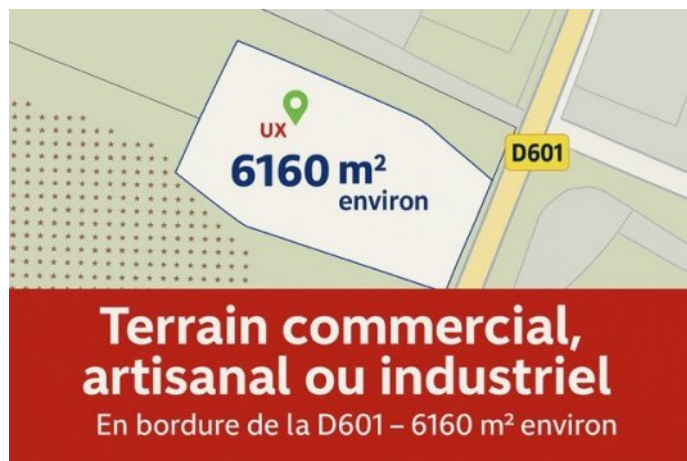 UX
6160 m²
environ
D601
Terrain commercial,
artisanal ou industriel
En bordure de la D601 – 6160 m² environ